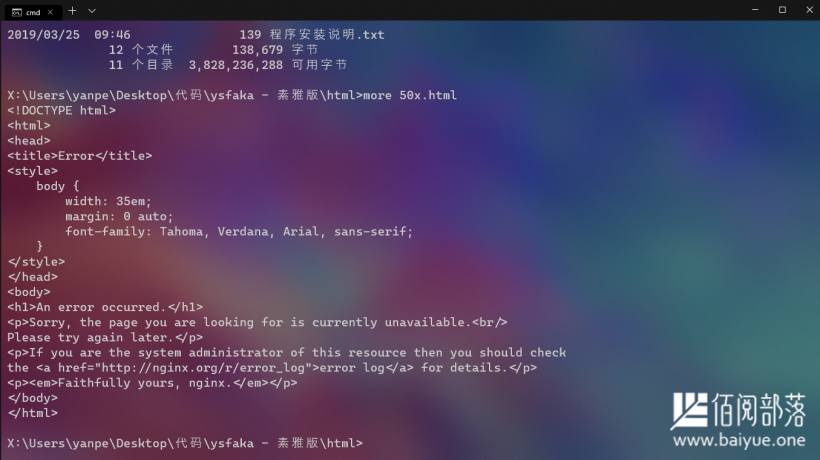 cmd
2019/03/25  09:46               139 程序安装说明.txt
              12 个文件        138,679 字节
              11 个目录  3,828,236,288 可用字节
X:\Users\yanpe\Desktop\代码\ysfaka - 素雅版\html>more 50x.html
<!DOCTYPE html>
<html>
<head>
<title>Error</title>
<style>
    body {
        width: 35em;
        margin: 0 auto;
        font-family: Tahoma, Verdana, Arial, sans-serif;
    }
</style>
</head>
<body>
<h1>An error occurred.</h1>
<p>Sorry, the page you are looking for is currently unavailable.<br/>
Please try again later.</p>
<p>If you are the system administrator of this resource then you should check
the <a href="http://nginx.org/r/error_log">error log</a> for details.</p>
<p><em>Faithfully yours, nginx.</em></p>
</body>
</html>
X:\Users\yanpe\Desktop\代码\ysfaka - 素雅版\html>
佰阅部落
www.baiyue.one